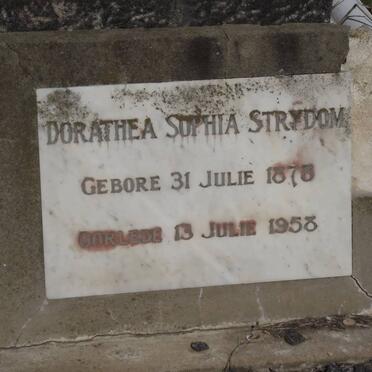 DORATHEA SOPHIA STRYDOM
GEBORE 31 JULIE 1878
OORLEDE 13 JULIE 1958